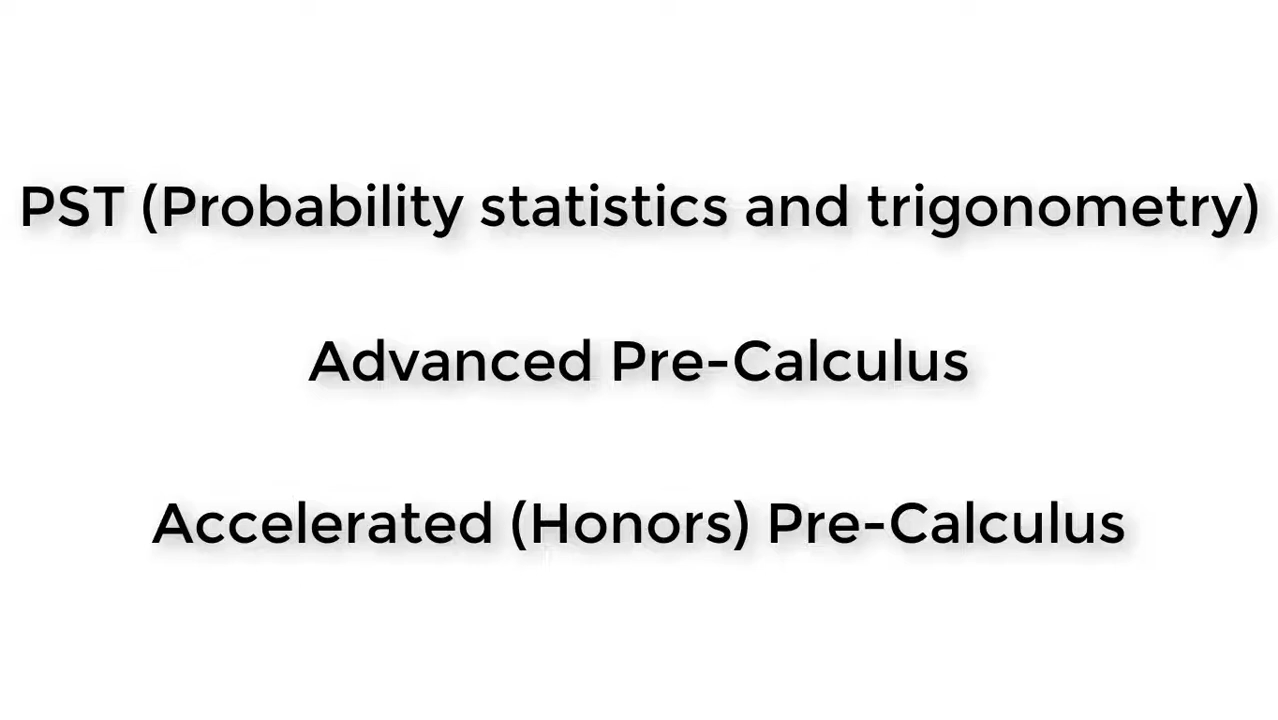 PST (Probability statistics and trigonometry)
Advanced Pre-Calculus
Accelerated (Honors) Pre-Calculus